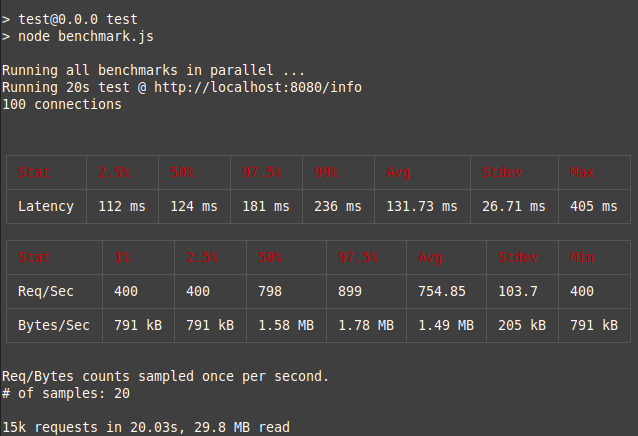 > test@0.0.0 test
> node benchmark.js
Running all benchmarks in parallel ...
Running 20s test @ http://localhost:8080/info
100 connections
Stat 2.5% 50% 97.5% 99% Avg Stdev Max
Latency 112 ms 124 ms 181 ms 236 ms 131.73 ms 26.71 ms 405 ms
Stat 1% 2.5% 50% 97.5% Avg Stdev Min
Req/Sec 400 400 798 899 754.85 103.7 400
Bytes/Sec 791 kB 791 kB 1.58 MB 1.78 MB 1.49 MB 205 kB 791 kB
Req/Bytes counts sampled once per second.
# of samples: 20
15k requests in 20.03s, 29.8 MB read